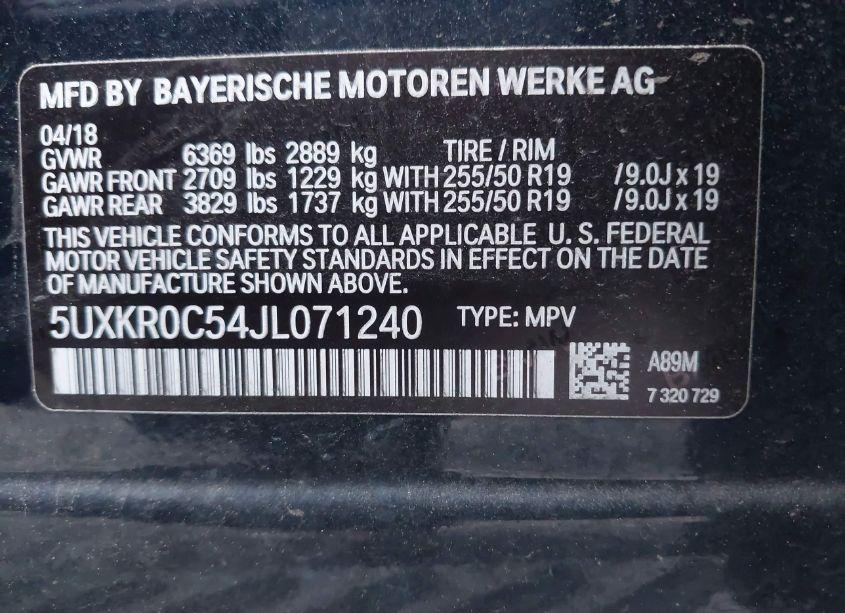 MFD BY BAYERISCHE MOTOREN WERKE AG
04/18
GVWR 6369 lbs 2889 kg TIRE / RIM
GAWR FRONT 2709 lbs 1229 kg WITH 255/50 R19 /9.0J x 19
GAWR REAR 3829 lbs 1737 kg WITH 255/50 R19 /9.0J x 19
THIS VEHICLE CONFORMS TO ALL APPLICABLE U. S. FEDERAL
MOTOR VEHICLE SAFETY STANDARDS IN EFFECT ON THE DATE
OF MANUFACTURE SHOWN ABOVE.
5UXKR0C54JL071240 TYPE: MPV
A89M
7 320 729